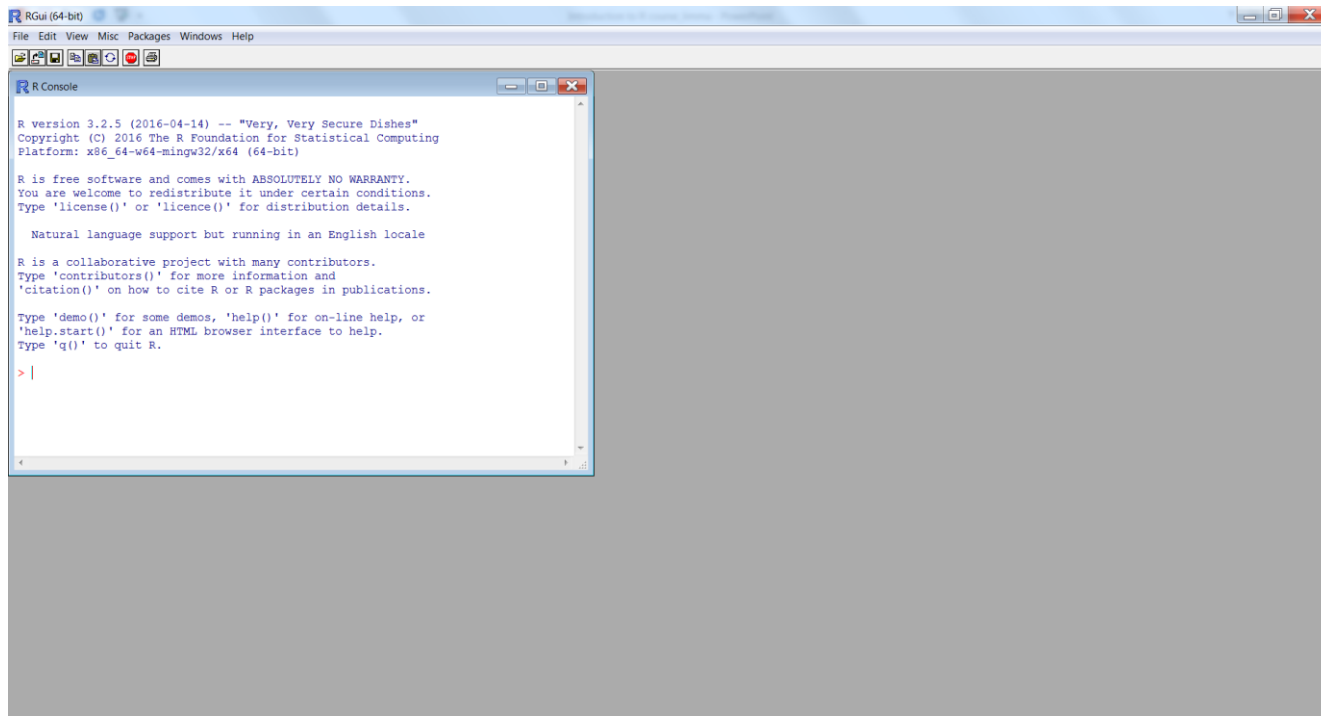 RGui (64-bit)
File Edit View Misc Packages Windows Help
STOP
R Console
R version 3.2.5 (2016-04-14) -- "Very, Very Secure Dishes"
Copyright (C) 2016 The R Foundation for Statistical Computing
Platform: x86_64-w64-mingw32/x64 (64-bit)
R is free software and comes with ABSOLUTELY NO WARRANTY.
You are welcome to redistribute it under certain conditions.
Type 'license()' or 'licence()' for distribution details.
Natural language support but running in an English locale
R is a collaborative project with many contributors.
Type 'contributors()' for more information and
'citation()' on how to cite R or R packages in publications.
Type 'demo()' for some demos, 'help()' for on-line help, or
'help.start()' for an HTML browser interface to help.
Type 'q()' to quit R.
>